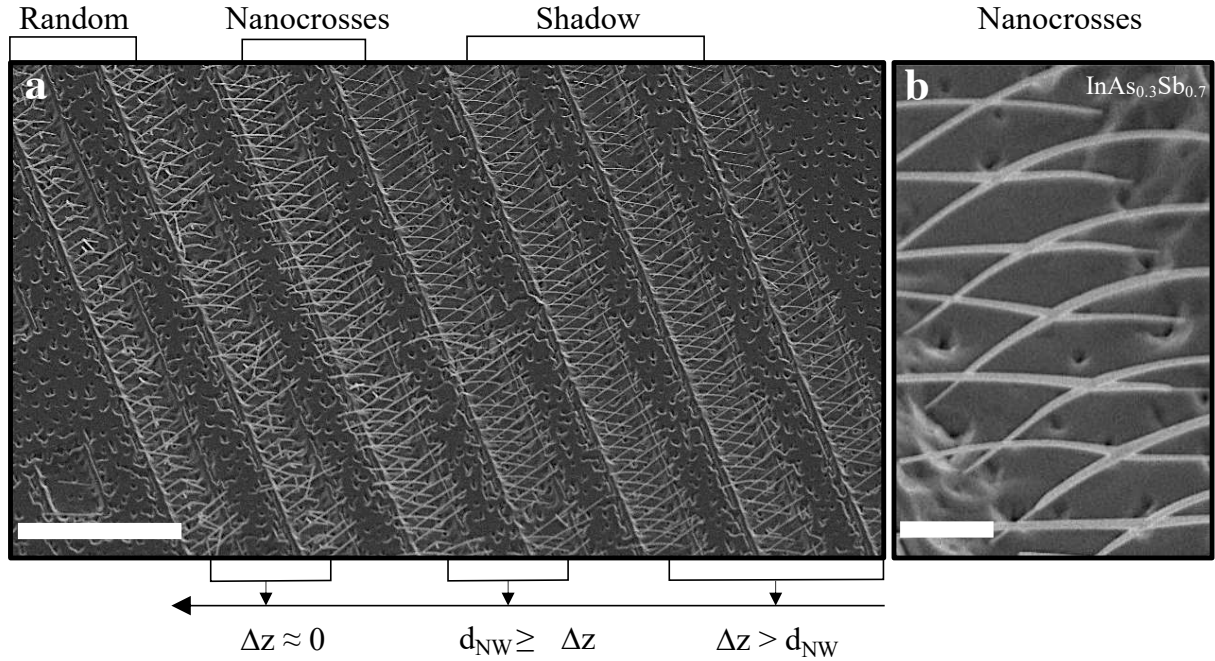 Random Nanocrosses Shadow Nanocrosses
a
b InAs0.3Sb0.7
Δz ≈ 0 dNW ≥ Δz Δz > dNW